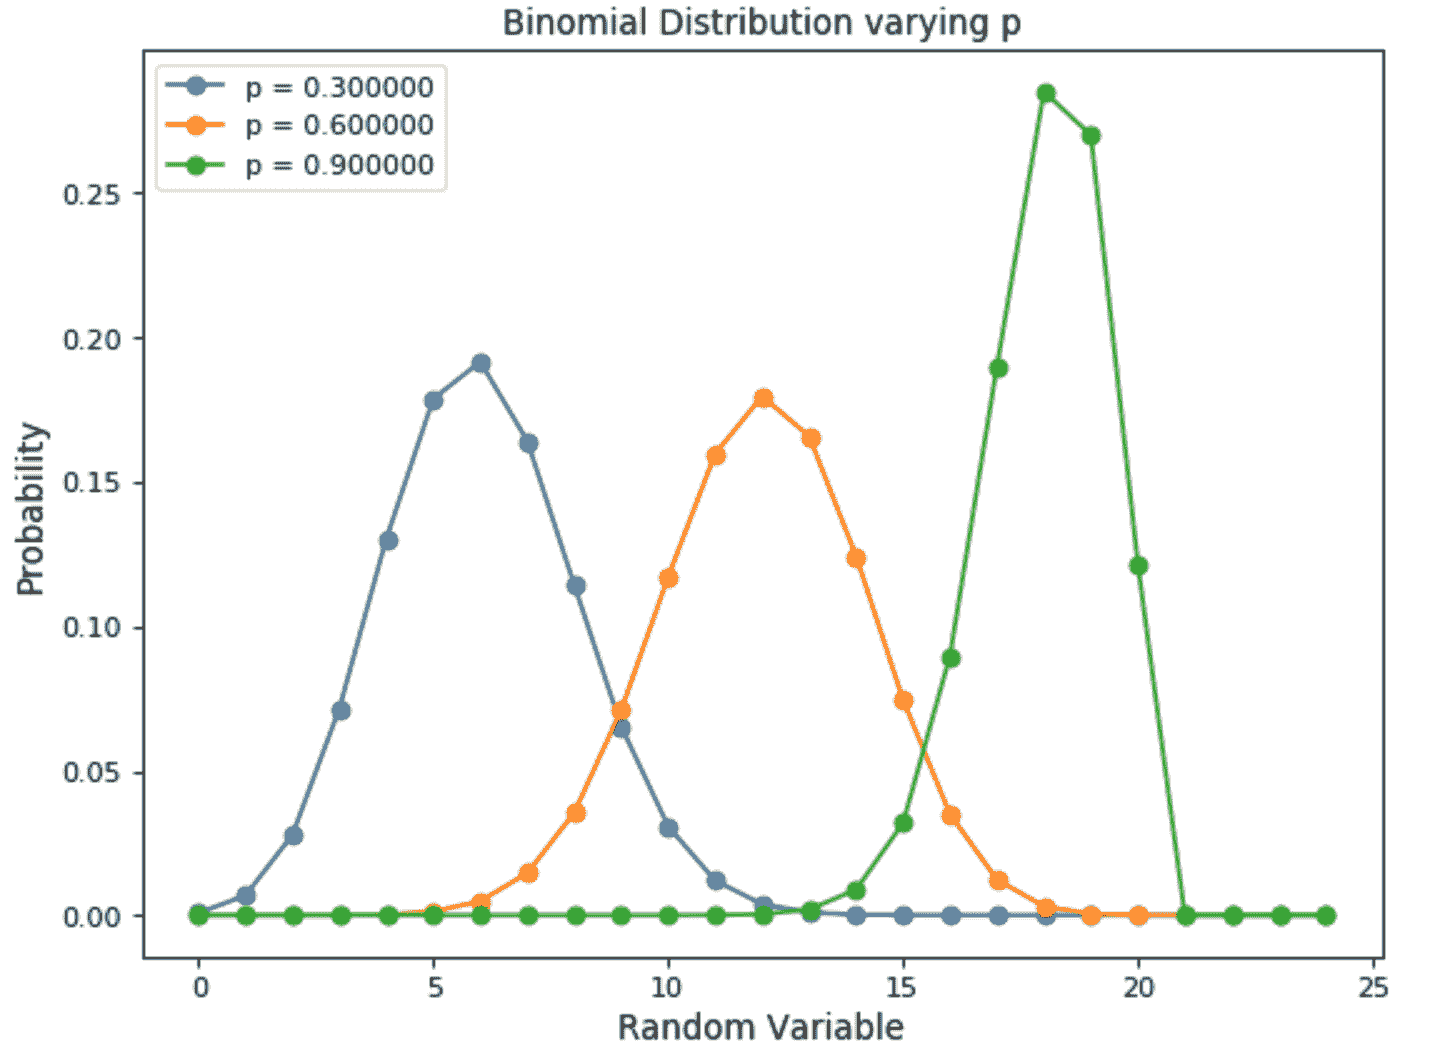 Binomial Distribution varying p
p = 0.300000
p = 0.600000
p = 0.900000
0.25
0.20
0.15
0.10
0.05
0.00
Probability
0 5 10 15 20 25
Random Variable